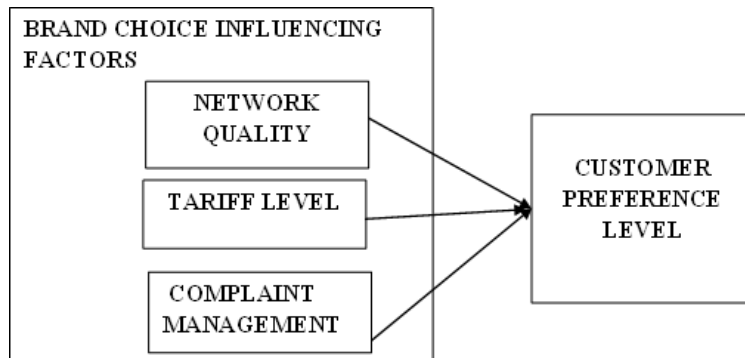 BRAND CHOICE INFLUENCING
FACTORS
NETWORK
QUALITY
TARIFF LEVEL
COMPLAINT
MANAGEMENT
CUSTOMER
PREFERENCE
LEVEL